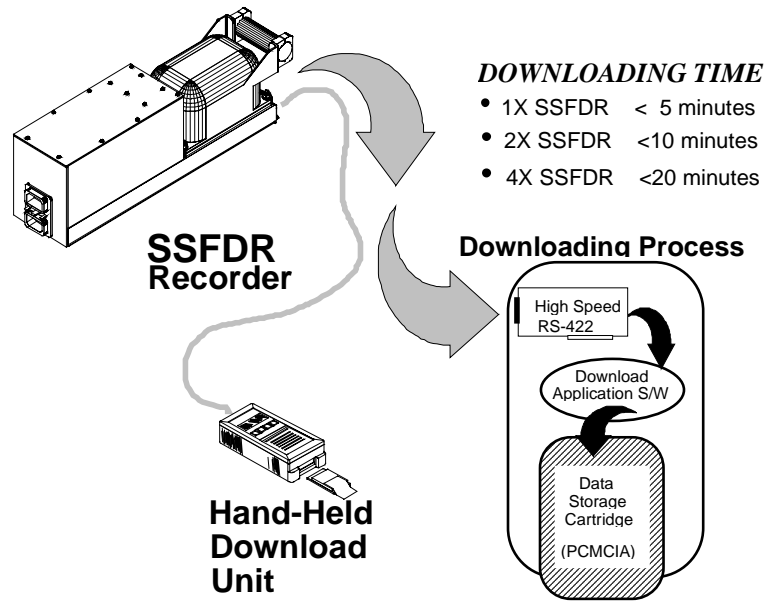 DOWNLOADING TIME
• 1X SSFDR < 5 minutes
• 2X SSFDR <10 minutes
• 4X SSFDR <20 minutes
SSFDR
Recorder
Downloading Process
High Speed
RS-422
Download
Application S/W
Data
Storage
Cartridge
(PCMCIA)
Hand-Held
Download
Unit